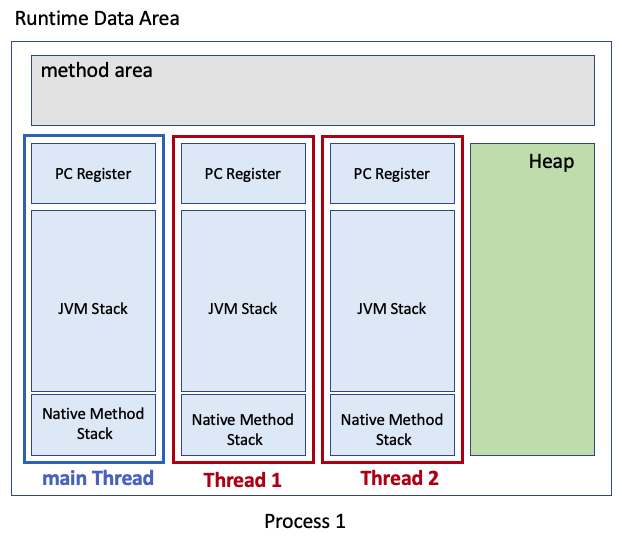 Runtime Data Area
method area
PC Register
JVM Stack
Native Method
Stack
main Thread
PC Register
JVM Stack
Native Method
Stack
Thread 1
PC Register
JVM Stack
Native Method
Stack
Thread 2
Heap
Process 1